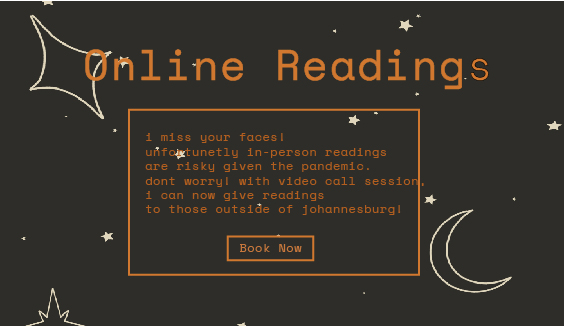 Online Readings
i miss your faces!
unfortunetly in-person readings
are risky given the pandemic.
dont worry! with video call session,
i can now give readings
to those outside of johannesburg!
Book Now